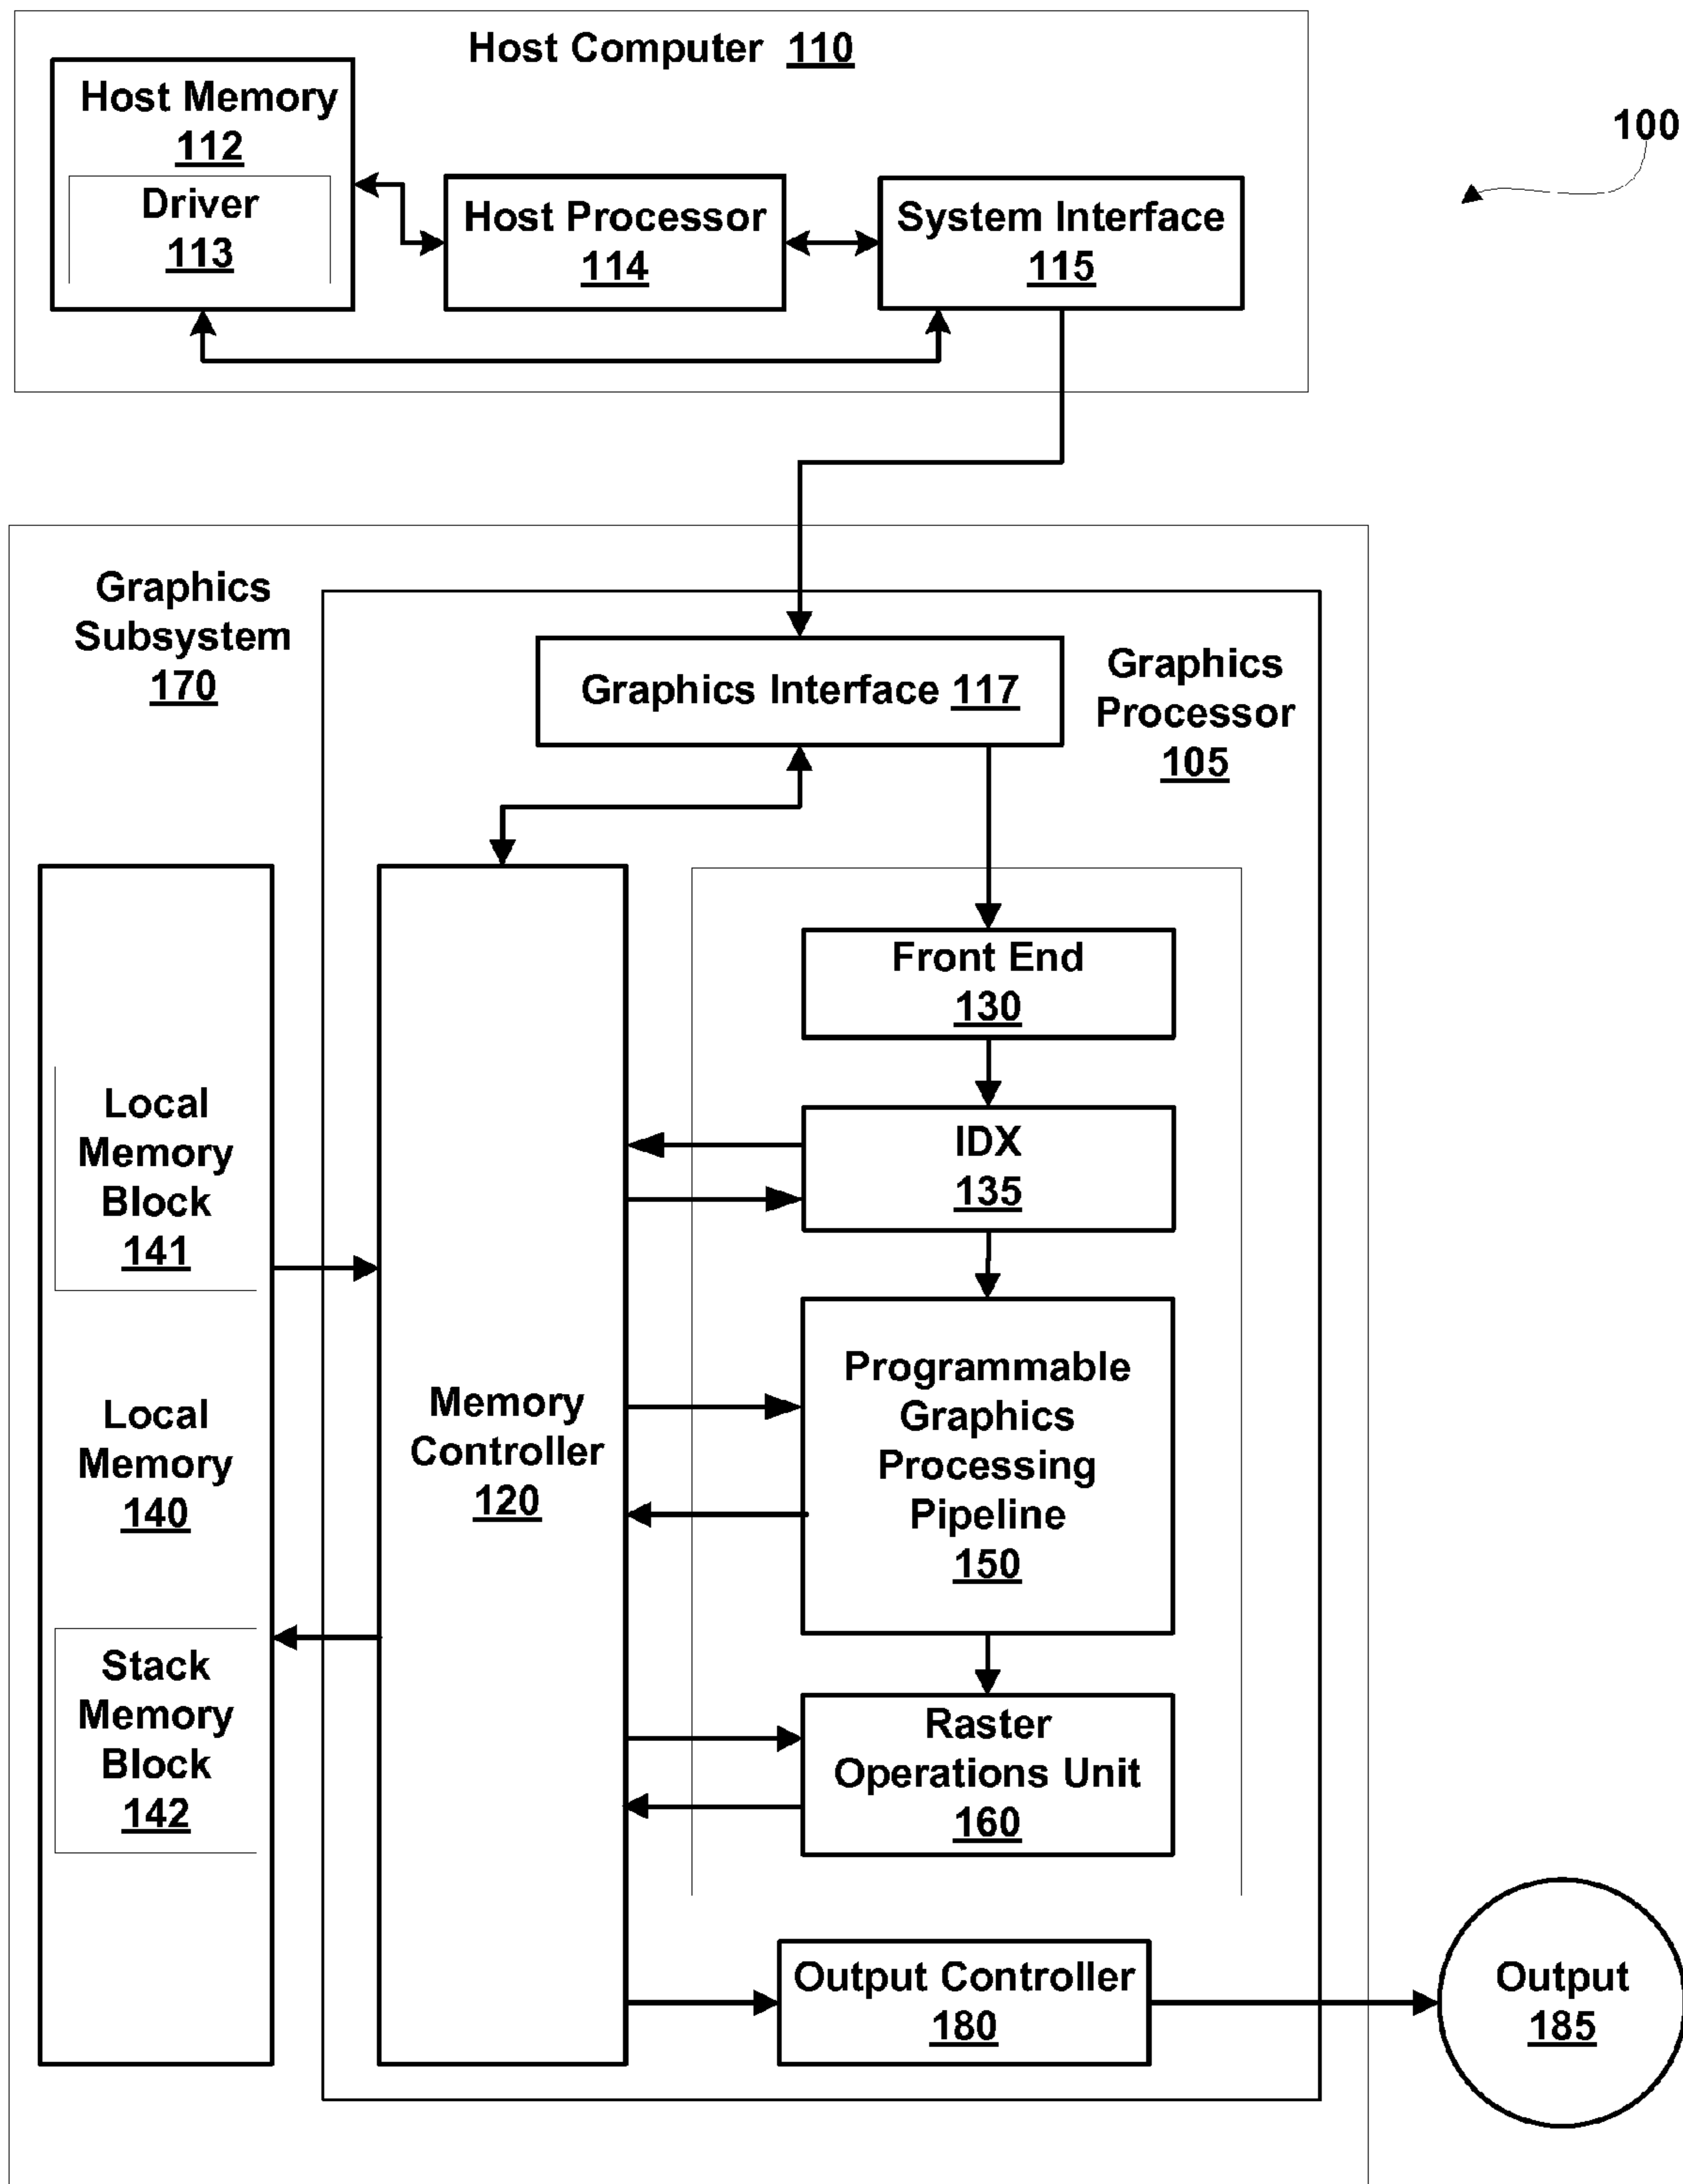 Host Computer 110
Host Memory
112
Driver
113
Host Processor
114
System Interface
115
100
Graphics
Subsystem
170
Graphics Interface 117
Graphics
Processor
105
Front End
130
IDX
135
Local
Memory
Block
141
Programmable
Graphics
Processing
Pipeline
150
Local
Memory
140
Memory
Controller
120
Stack
Memory
Block
142
Raster
Operations Unit
160
Output Controller
180
Output
185